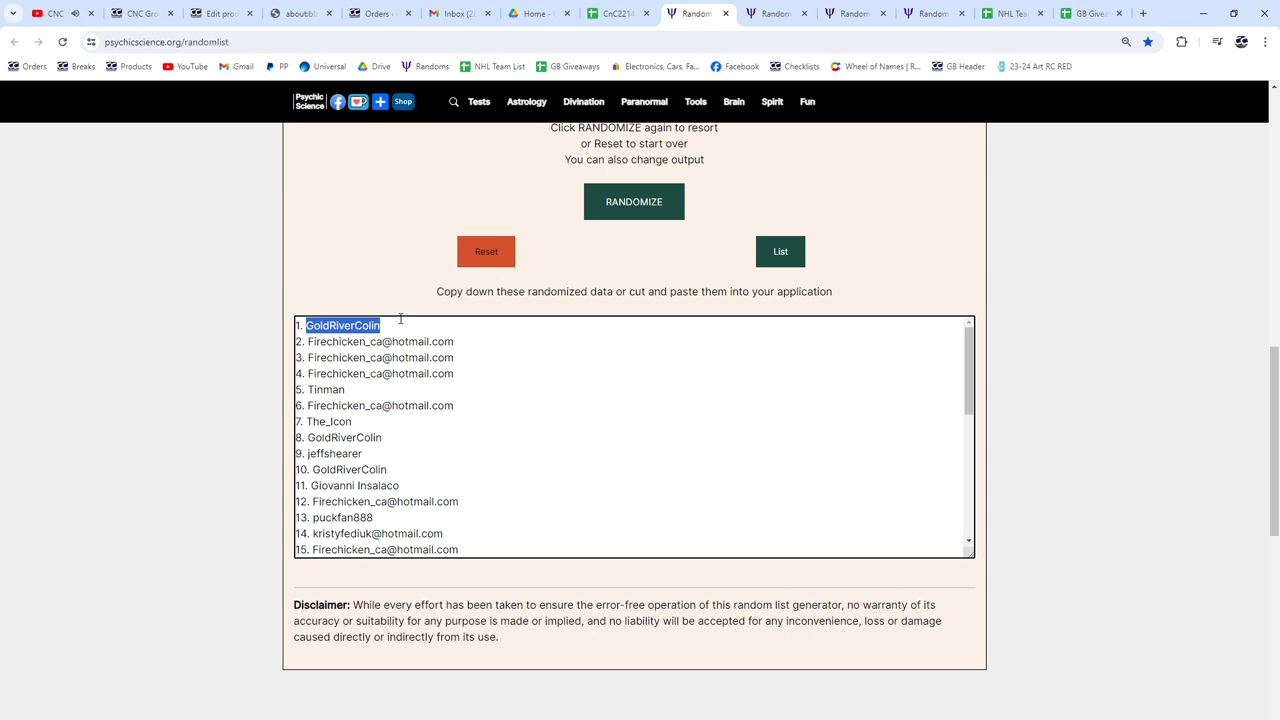 CNC
CNC Gro
Edit prod
about:bl
Orders ·
Inbox (2
Home -
CnC2214
Random
Random
Random
Random
NHL Tea
GB Givea
psychicscience.org/randomlist
Orders
Breaks
Products
YouTube
Gmail
PP
Universal
Drive
Randoms
NHL Team List
GB Giveaways
Electronics, Cars, Fa...
Facebook
Checklists
Wheel of Names | R...
GB Header
23-24 Art RC RED
Psychic
Science
Shop
Tests
Astrology
Divination
Paranormal
Tools
Brain
Spirit
Fun
Click RANDOMIZE again to resort
or Reset to start over
You can also change output
RANDOMIZE
Reset
List
Copy down these randomized data or cut and paste them into your application
1. GoldRiverColin
2. Firechicken_ca@hotmail.com
3. Firechicken_ca@hotmail.com
4. Firechicken_ca@hotmail.com
5. Tinman
6. Firechicken_ca@hotmail.com
7. The_Icon
8. GoldRiverColin
9. jeffshearer
10. GoldRiverColin
11. Giovanni Insalaco
12. Firechicken_ca@hotmail.com
13. puckfan888
14. kristyfediuk@hotmail.com
15. Firechicken_ca@hotmail.com
Disclaimer: While every effort has been taken to ensure the error-free operation of this random list generator, no warranty of its
accuracy or suitability for any purpose is made or implied, and no liability will be accepted for any inconvenience, loss or damage
caused directly or indirectly from its use.